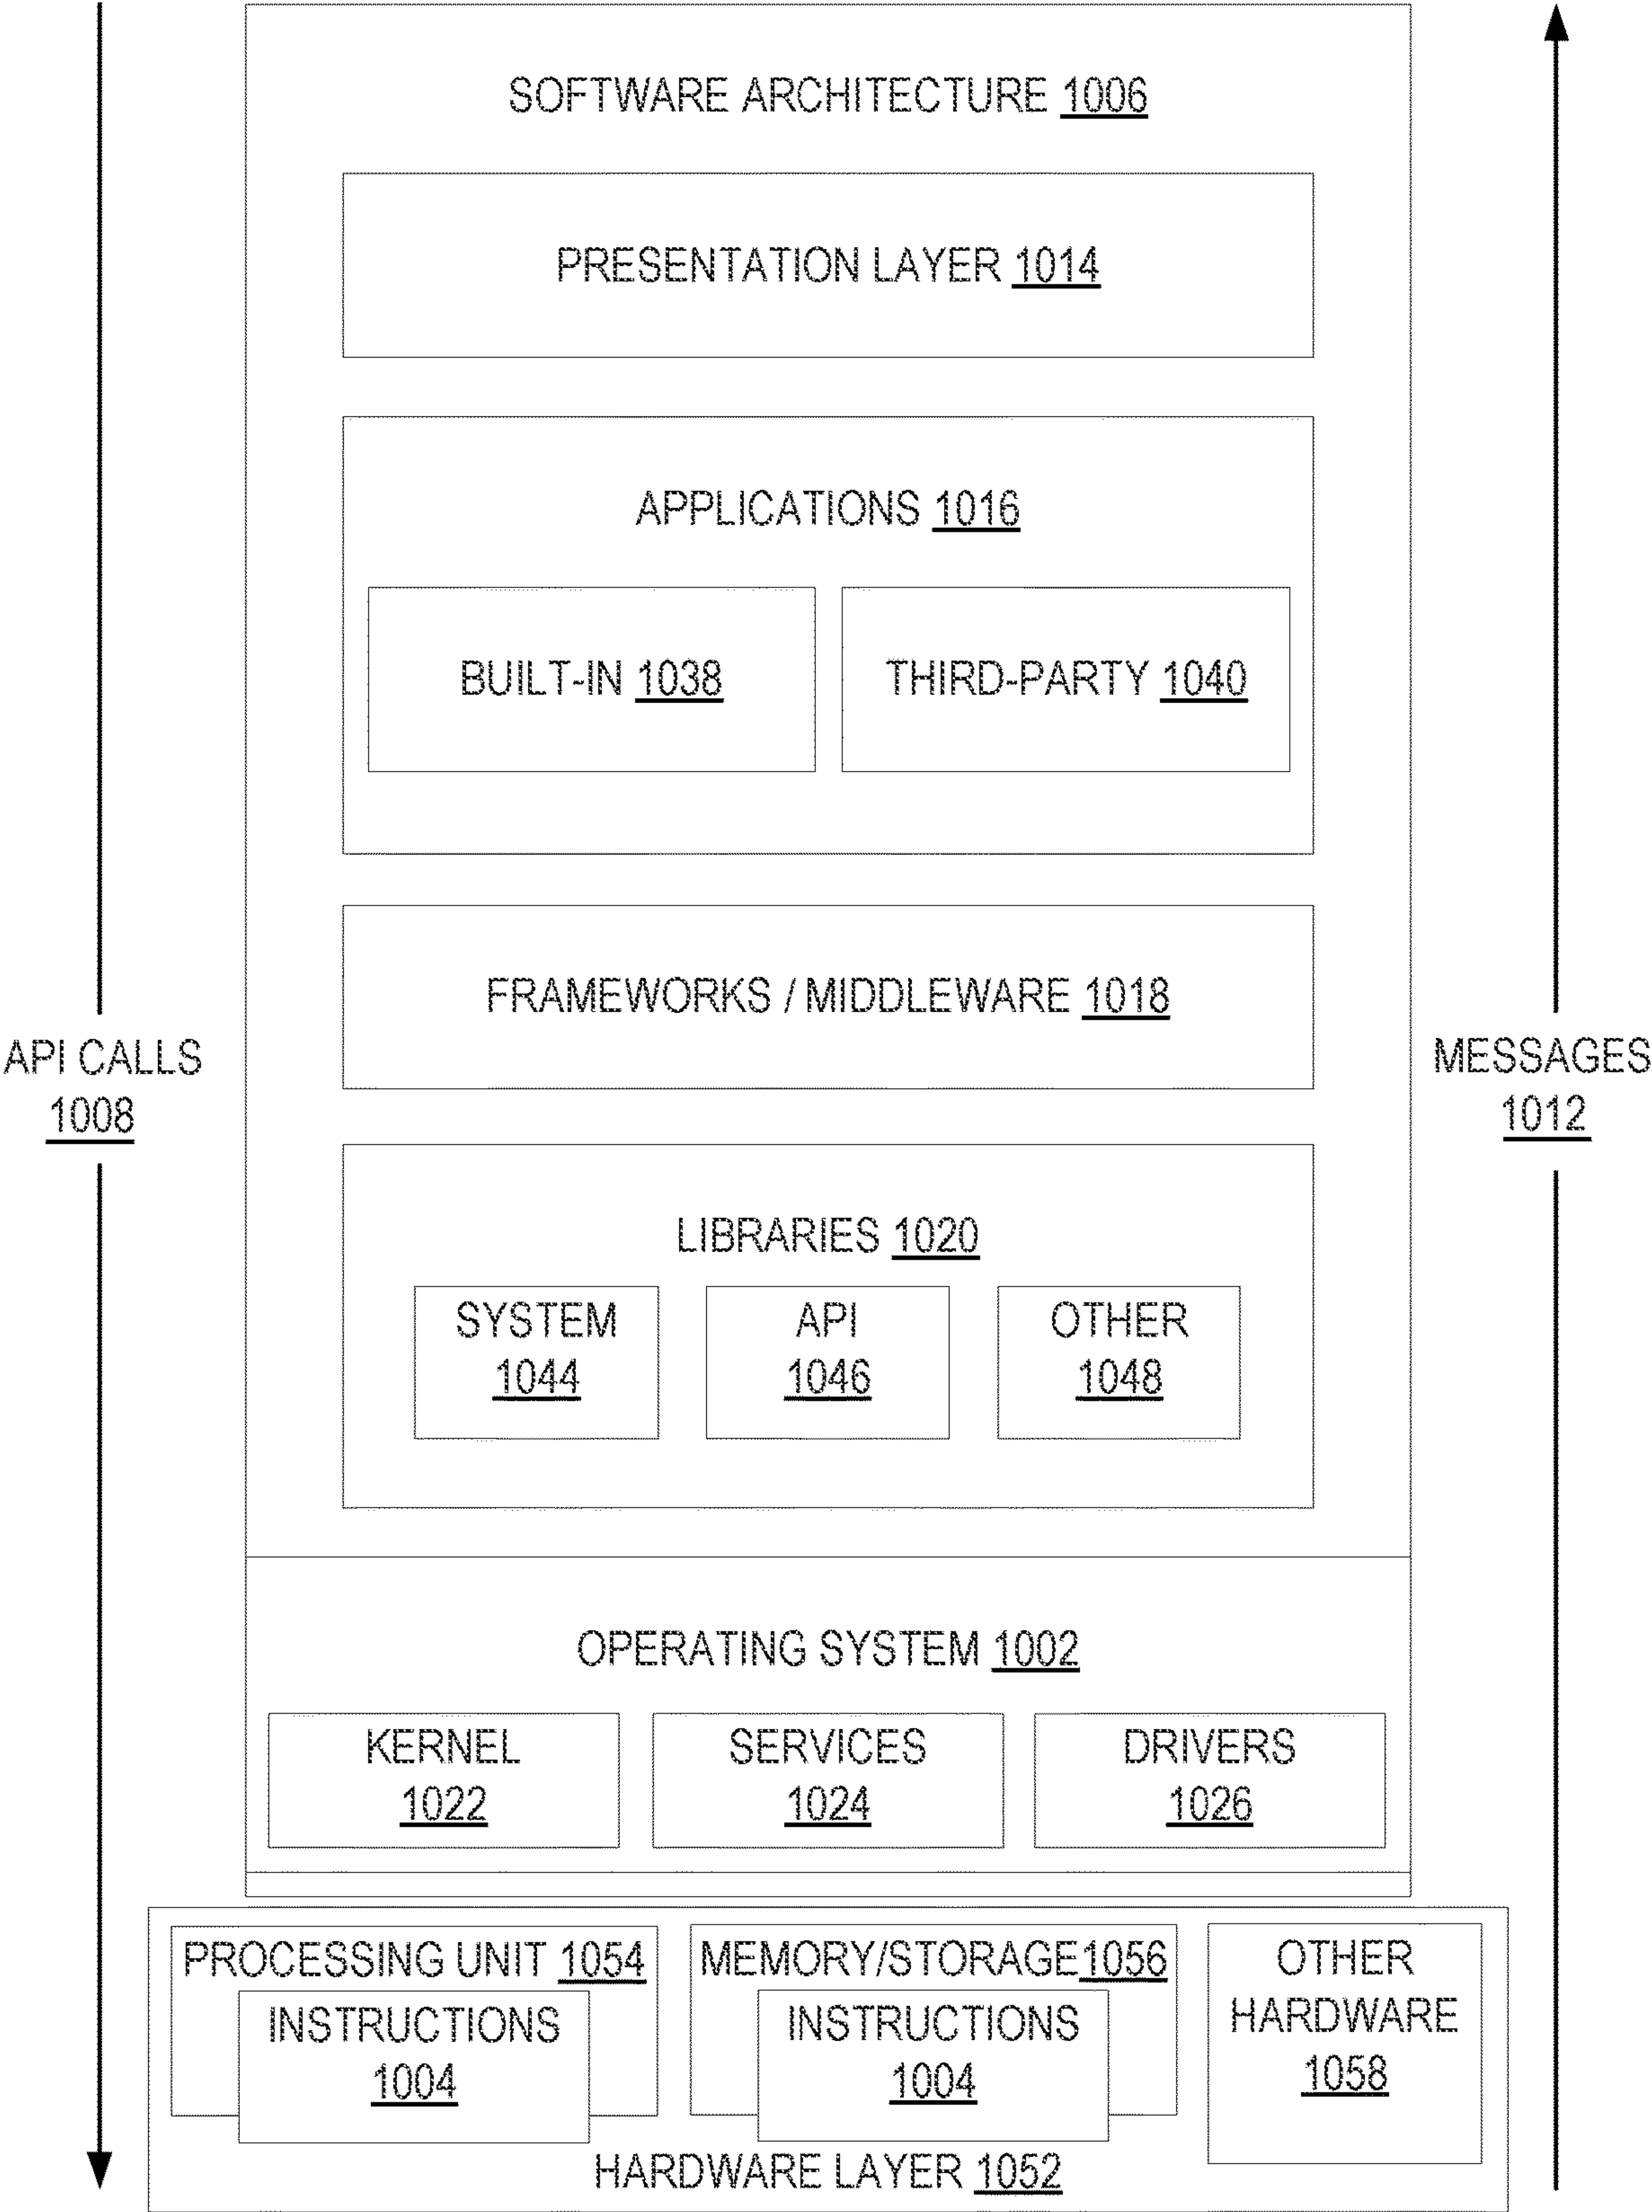 SOFTWARE ARCHITECTURE 1006
PRESENTATION LAYER 1014
APPLICATIONS 1016
BUILT-IN 1038
THIRD-PARTY 1040
FRAMEWORKS / MIDDLEWARE 1018
API CALLS
1008
MESSAGES
1012
LIBRARIES 1020
SYSTEM
1044
API
1046
OTHER
1048
OPERATING SYSTEM 1002
KERNEL
1022
SERVICES
1024
DRIVERS
1026
PROCESSING UNIT 1054
INSTRUCTIONS
1004
MEMORY/STORAGE1056
INSTRUCTIONS
1004
OTHER
HARDWARE
1058
HARDWARE LAYER 1052